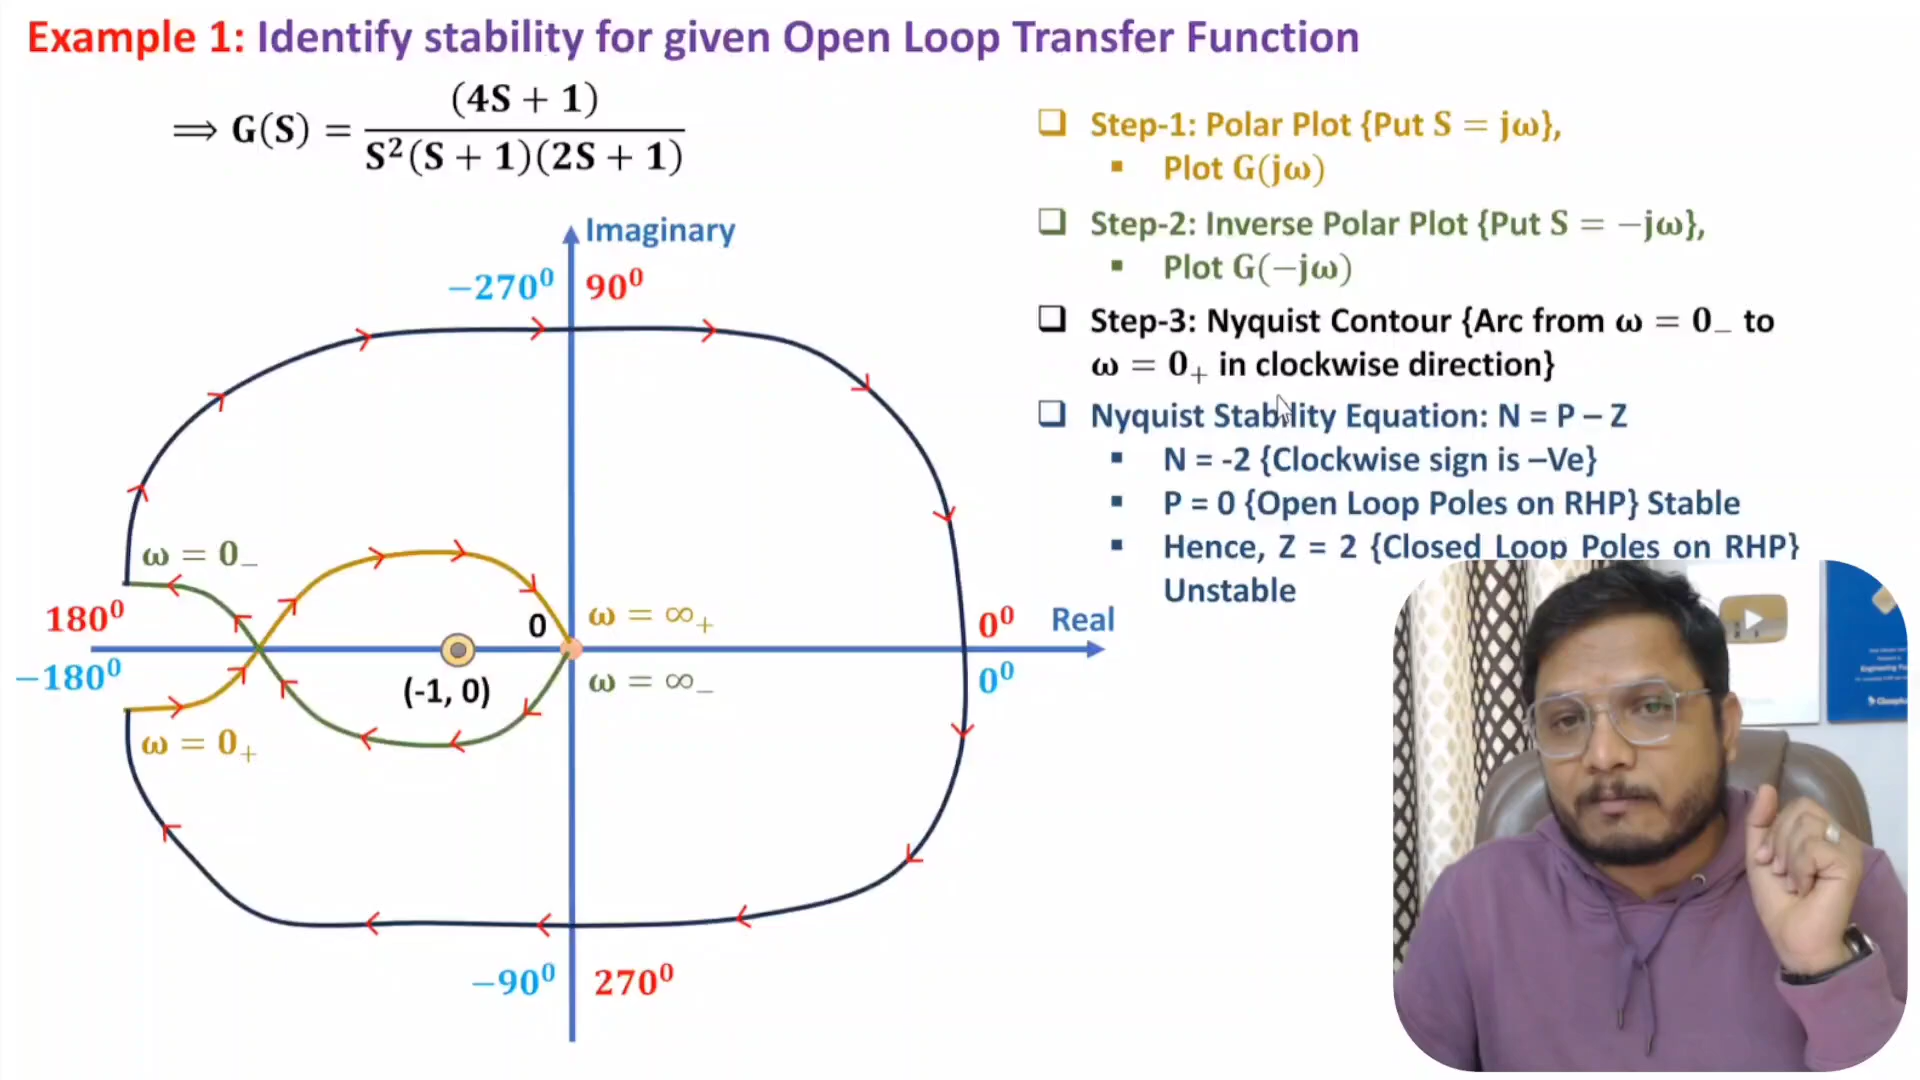 Example 1: Identify stability for given Open Loop Transfer Function
⟹ G(S) = (4S + 1) / S²(S + 1)(2S + 1)
❑ Step-1: Polar Plot {Put S = jω},
▪ Plot G(jω)
❑ Step-2: Inverse Polar Plot {Put S = −jω},
▪ Plot G(−jω)
❑ Step-3: Nyquist Contour {Arc from ω = 0₋ to
ω = 0₊ in clockwise direction}
❑ Nyquist Stability Equation: N = P – Z
▪ N = -2 {Clockwise sign is –Ve}
▪ P = 0 {Open Loop Poles on RHP} Stable
▪ Hence, Z = 2 {Closed Loop Poles on RHP}
Unstable
Imaginary
−270⁰ 90⁰
ω = 0₋
180⁰
−180⁰
ω = 0₊
0
(-1, 0)
ω = ∞₊
ω = ∞₋
0⁰
0⁰
Real
−90⁰ 270⁰